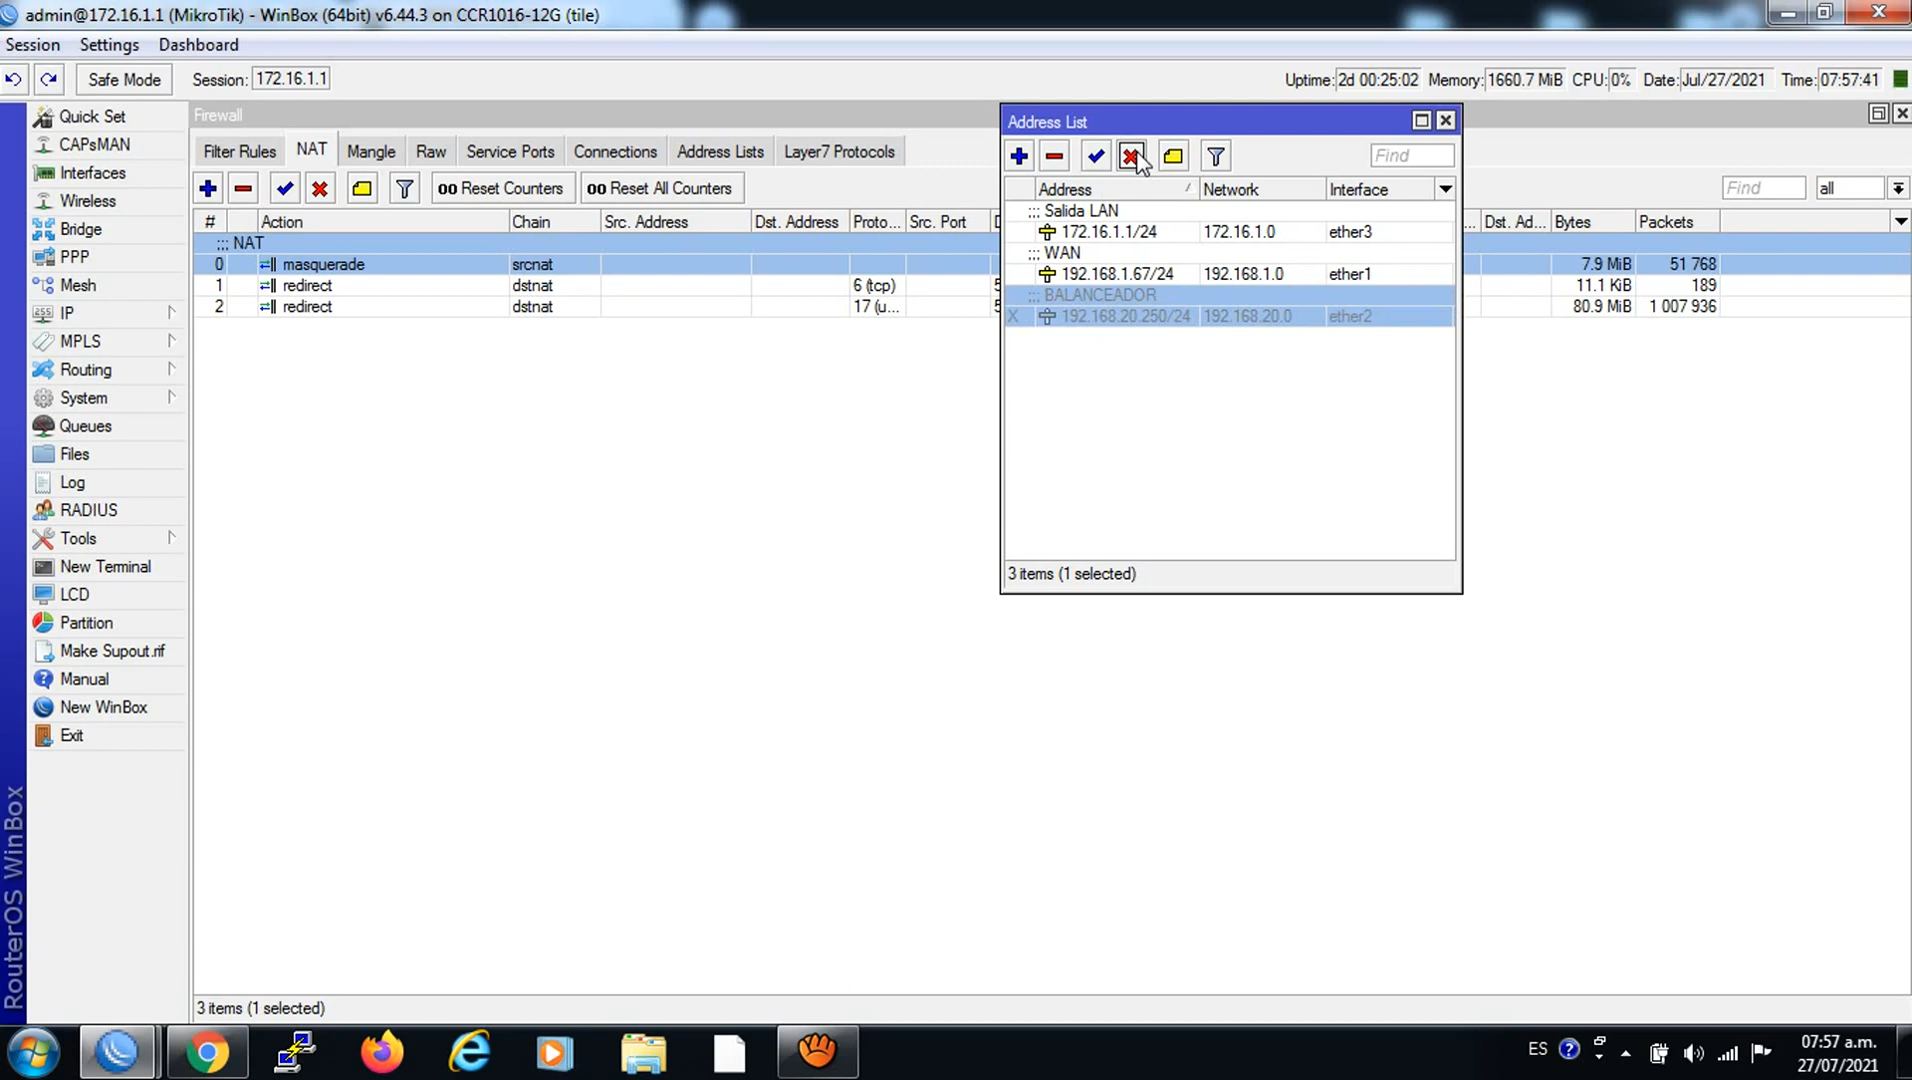 admin@172.16.1.1 (MikroTik) - WinBox (64bit) v6.44.3 on CCR1016-12G (tile)
Session Settings Dashboard
Safe Mode Session: 172.16.1.1 Uptime: 2d 00:25:02 Memory: 1660.7 MiB CPU: 0% Date: Jul/27/2021 Time: 07:57:41
Quick Set
CAPsMAN
Interfaces
Wireless
Bridge
PPP
Mesh
IP
MPLS
Routing
System
Queues
Files
Log
RADIUS
Tools
New Terminal
LCD
Partition
Make Supout.rif
Manual
New WinBox
Exit
RouterOS WinBox
Firewall
Filter Rules NAT Mangle Raw Service Ports Connections Address Lists Layer7 Protocols
00 Reset Counters 00 Reset All Counters Find all
# Action Chain Src. Address Dst. Address Proto... Src. Port Dst. Ad... Bytes Packets
::: NAT
0 masquerade srcnat 7.9 MiB 51 768
1 redirect dstnat 6 (tcp) 11.1 KiB 189
2 redirect dstnat 17 (u... 80.9 MiB 1 007 936
3 items (1 selected)
Address List
Find
Address Network Interface
::: Salida LAN
172.16.1.1/24 172.16.1.0 ether3
::: WAN
192.168.1.67/24 192.168.1.0 ether1
::: BALANCEADOR
X 192.168.20.250/24 192.168.20.0 ether2
3 items (1 selected)
ES 07:57 a.m.
27/07/2021